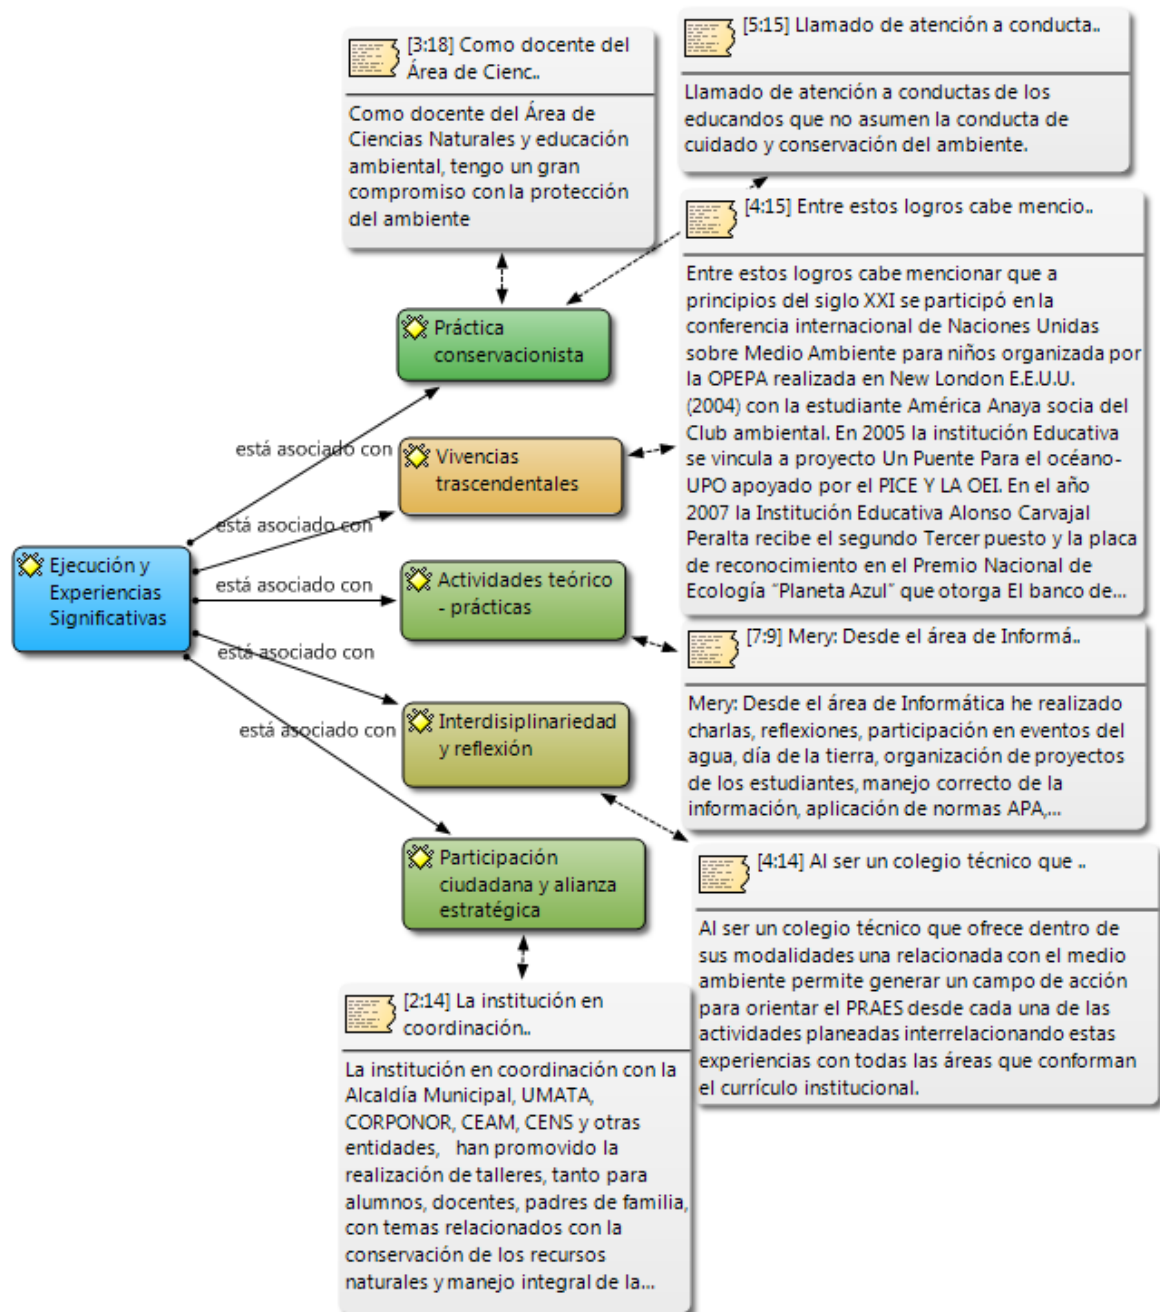 [3:18] Como docente del
Área de Cienc..
Como docente del Área de
Ciencias Naturales y educación
ambiental, tengo un gran
compromiso con la protección
del ambiente
[5:15] Llamado de atención a conducta..
Llamado de atención a conductas de los
educandos que no asumen la conducta de
cuidado y conservación del ambiente.
[4:15] Entre estos logros cabe mencio..
Entre estos logros cabe mencionar que a
principios del siglo XXI se participó en la
conferencia internacional de Naciones Unidas
sobre Medio Ambiente para niños organizada por
la OPEPA realizada en New London E.E.U.U.
(2004) con la estudiante América Anaya socia del
Club ambiental. En 2005 la institución Educativa
se vincula a proyecto Un Puente Para el océano-
UPO apoyado por el PICE Y LA OEI. En el año
2007 la Institución Educativa Alonso Carvajal
Peralta recibe el segundo Tercer puesto y la placa
de reconocimiento en el Premio Nacional de
Ecología "Planeta Azul" que otorga El banco de...
Práctica
conservacionista
está asociado con
Vivencias
trascendentales
está asociado con
Ejecución y
Experiencias
Significativas
está asociado con
Actividades teórico
- prácticas
[7:9] Mery: Desde el área de Informá..
Mery: Desde el área de Informática he realizado
charlas, reflexiones, participación en eventos del
agua, día de la tierra, organización de proyectos
de los estudiantes, manejo correcto de la
información, aplicación de normas APA,...
está asociado con
Interdisiplinariedad
y reflexión
está asociado con
Participación
ciudadana y alianza
estratégica
[4:14] Al ser un colegio técnico que ..
Al ser un colegio técnico que ofrece dentro de
sus modalidades una relacionada con el medio
ambiente permite generar un campo de acción
para orientar el PRAES desde cada una de las
actividades planeadas interrelacionando estas
experiencias con todas las áreas que conforman
el currículo institucional.
[2:14] La institución en
coordinación..
La institución en coordinación con la
Alcaldía Municipal, UMATA,
CORPONOR, CEAM, CENS y otras
entidades, han promovido la
realización de talleres, tanto para
alumnos, docentes, padres de familia,
con temas relacionados con la
conservación de los recursos
naturales y manejo integral de la...